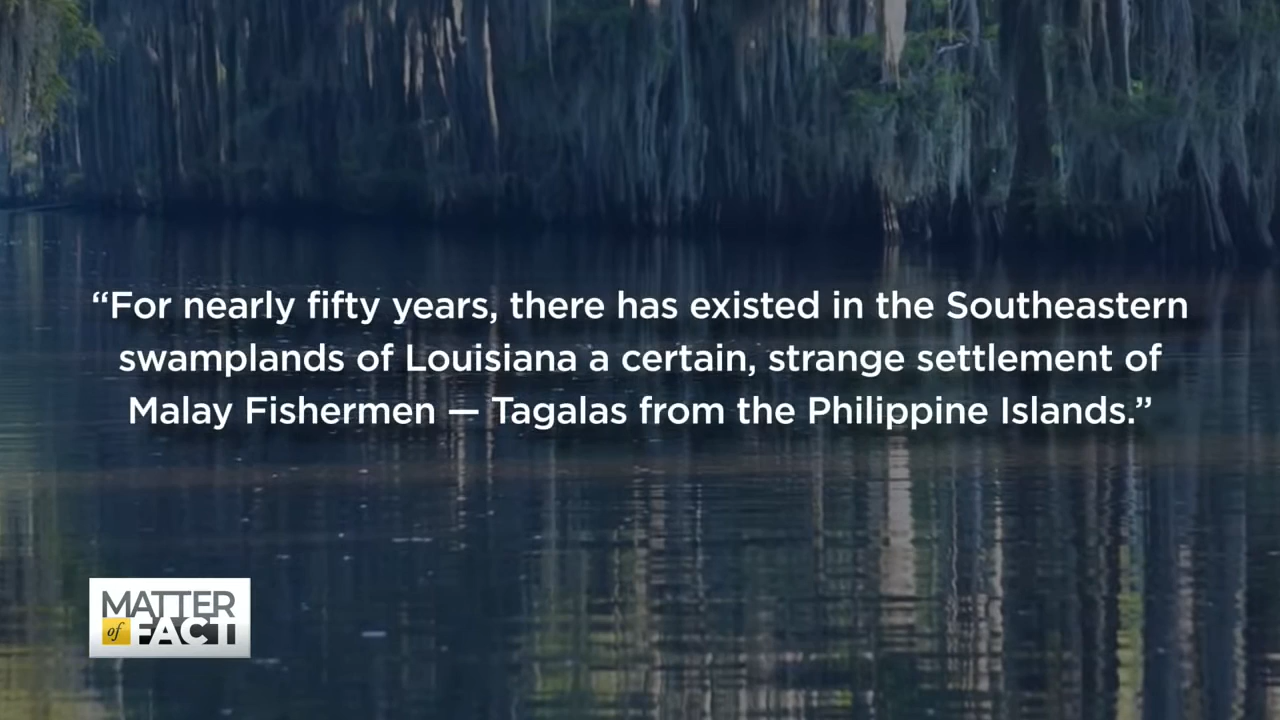 “For nearly fifty years, there has existed in the Southeastern
swamplands of Louisiana a certain, strange settlement of
Malay Fishermen — Tagalas from the Philippine Islands.”
MATTER
of FACT